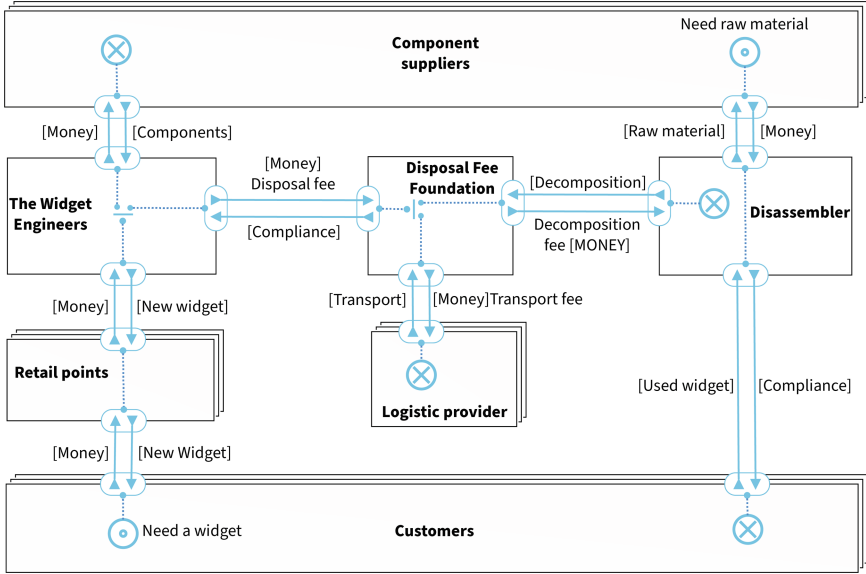 Need raw material
Component
suppliers
[Money]
[Components]
[Raw material]
[Money]
[Money]
Disposal fee
Disposal Fee
Foundation
[Decomposition]
The Widget
Engineers
Disassembler
[Compliance]
Decomposition
fee [MONEY]
[Money]
[New widget]
[Transport]
[Money]Transport fee
Retail points
[Used widget]
[Compliance]
Logistic provider
[Money]
[New Widget]
Need a widget
Customers